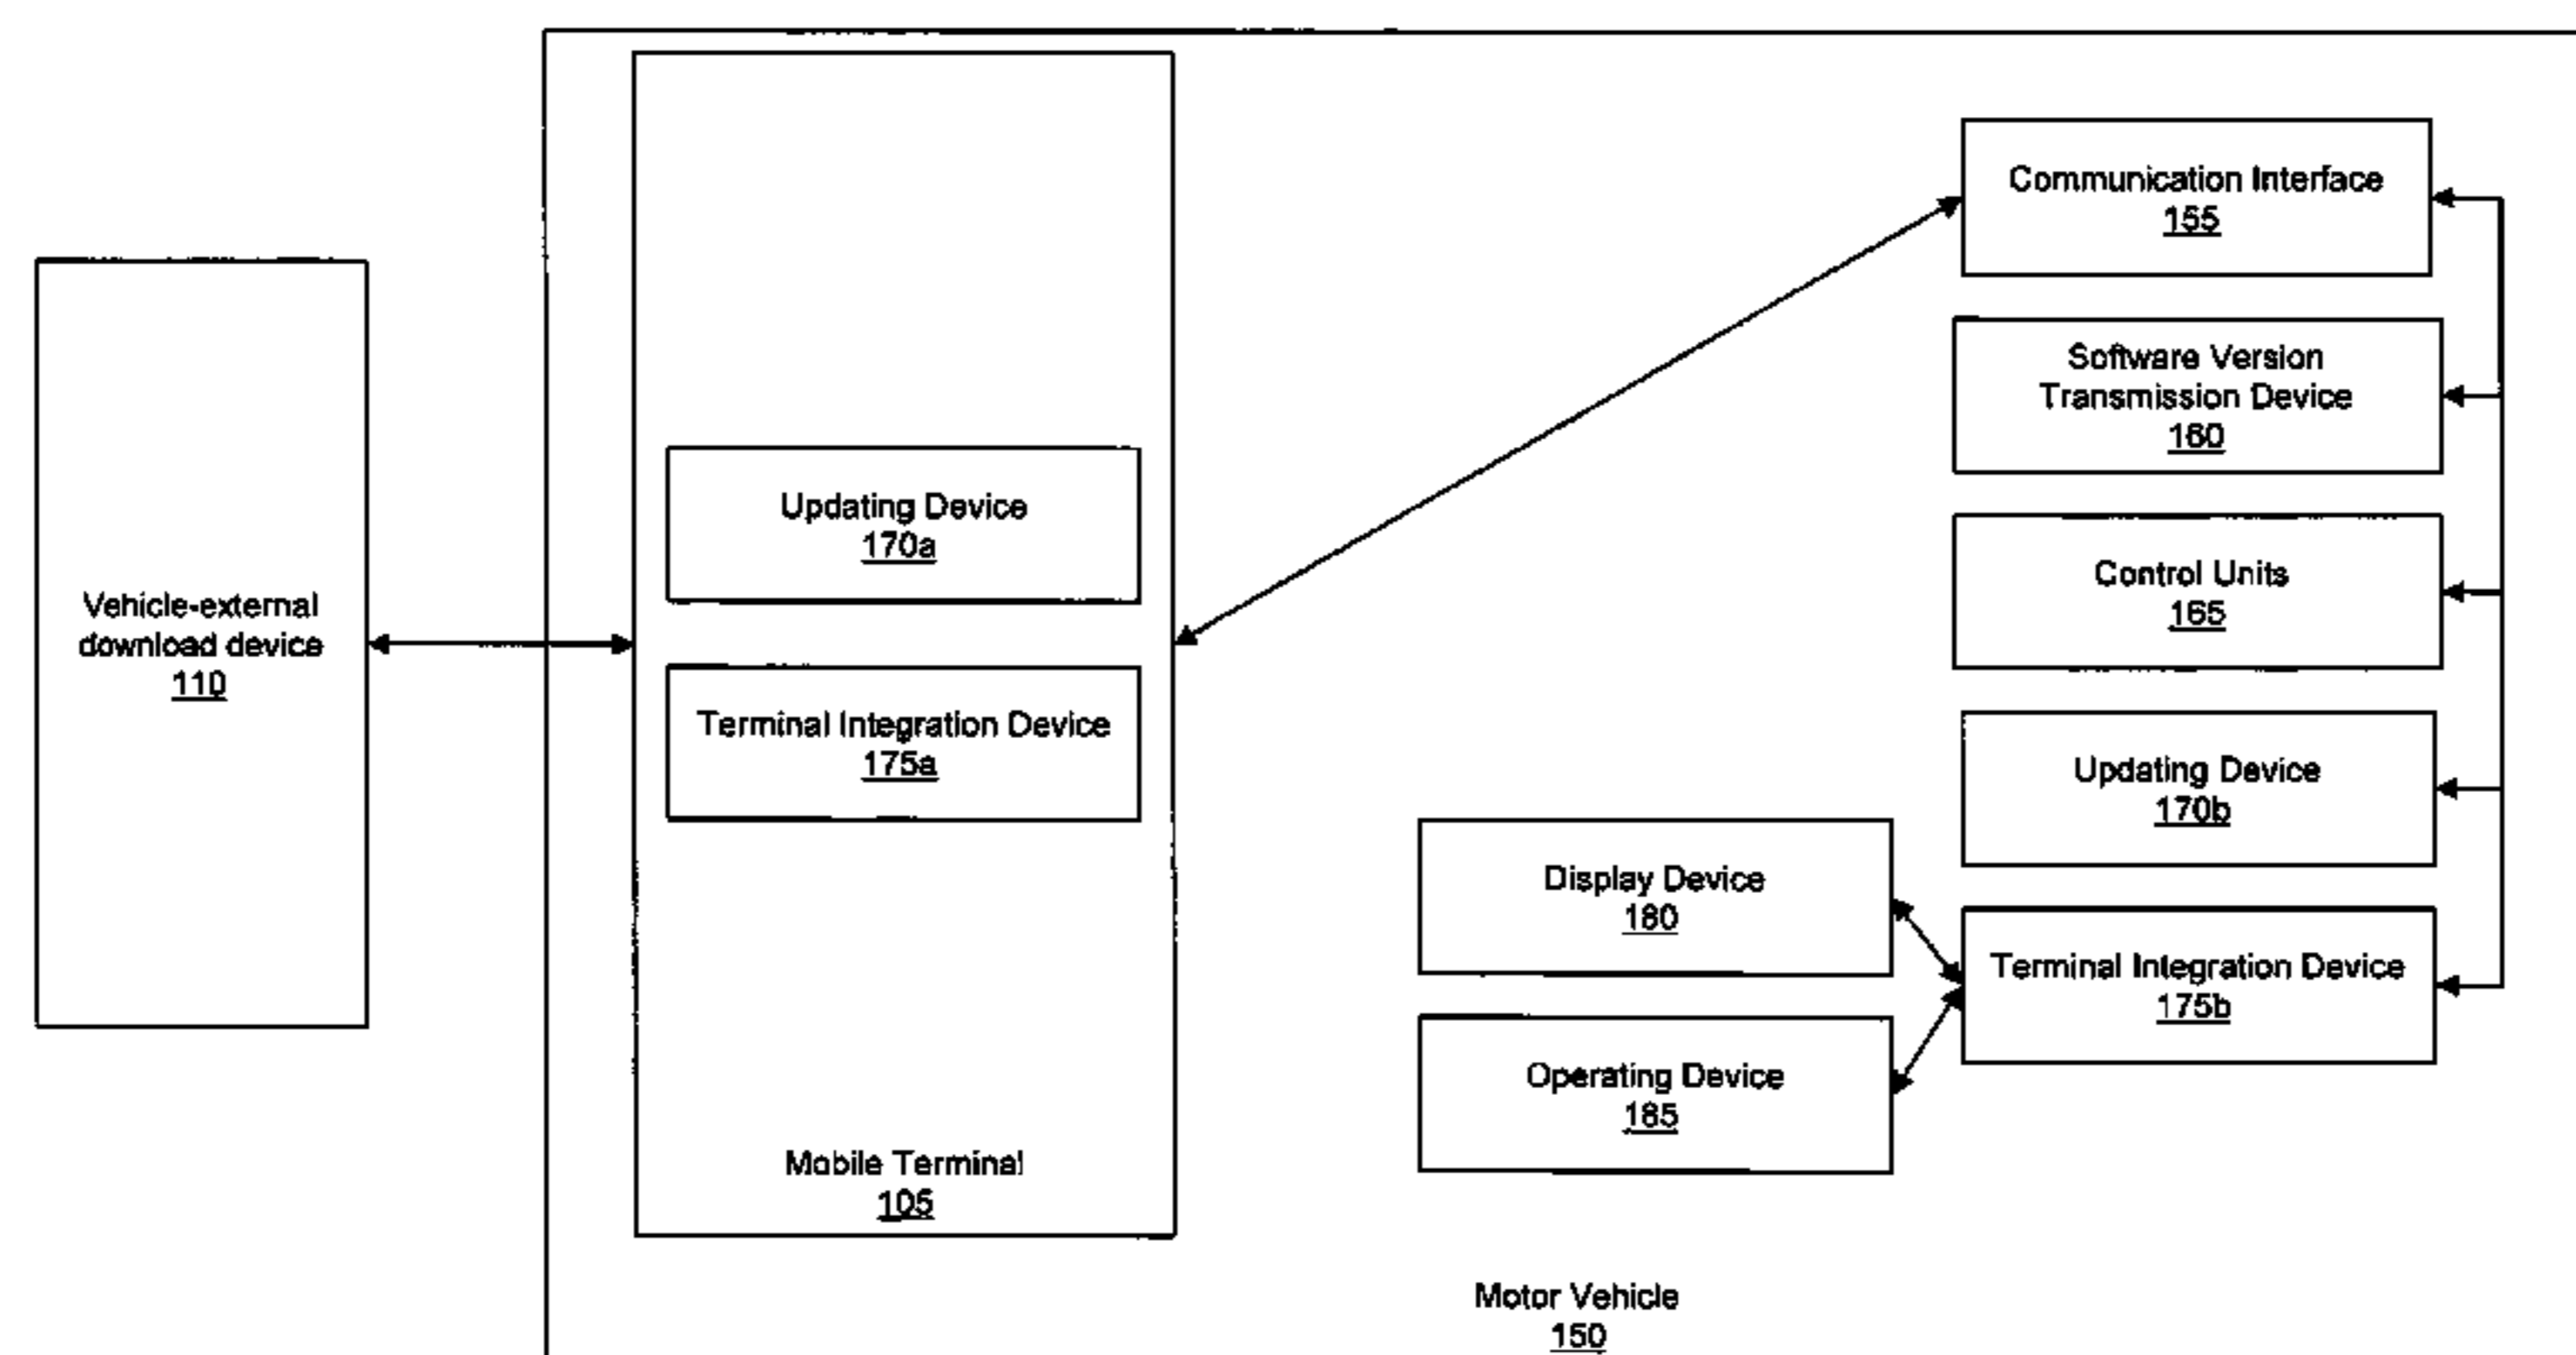 Vehicle-external
download device
110
Updating Device
170a
Terminal Integration Device
175a
Mobile Terminal
105
Communication Interface
155
Software Version
Transmission Device
160
Control Units
165
Updating Device
170b
Terminal Integration Device
175b
Display Device
180
Operating Device
185
Motor Vehicle
150